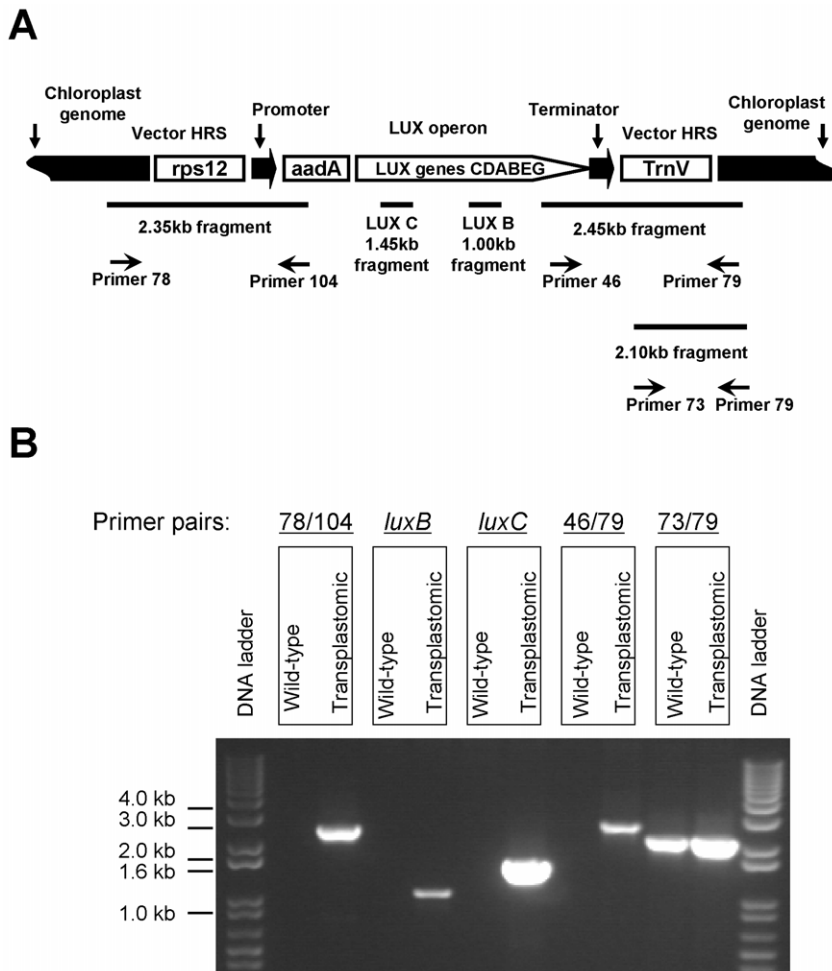 A
Chloroplast genome
Promoter
Terminator
Chloroplast genome
Vector HRS
LUX operon
Vector HRS
rps12
aadA
LUX genes CDABEG
TrnV
2.35kb fragment
LUX C
1.45kb
fragment
LUX B
1.00kb
fragment
2.45kb fragment
Primer 78
Primer 104
Primer 46
Primer 79
2.10kb fragment
Primer 73
Primer 79
B
Primer pairs:
78/104
luxB
luxC
46/79
73/79
DNA ladder
Wild-type
Transplastomic
Wild-type
Transplastomic
Wild-type
Transplastomic
Wild-type
Transplastomic
Wild-type
Transplastomic
DNA ladder
4.0 kb
3.0 kb
2.0 kb
1.6 kb
1.0 kb